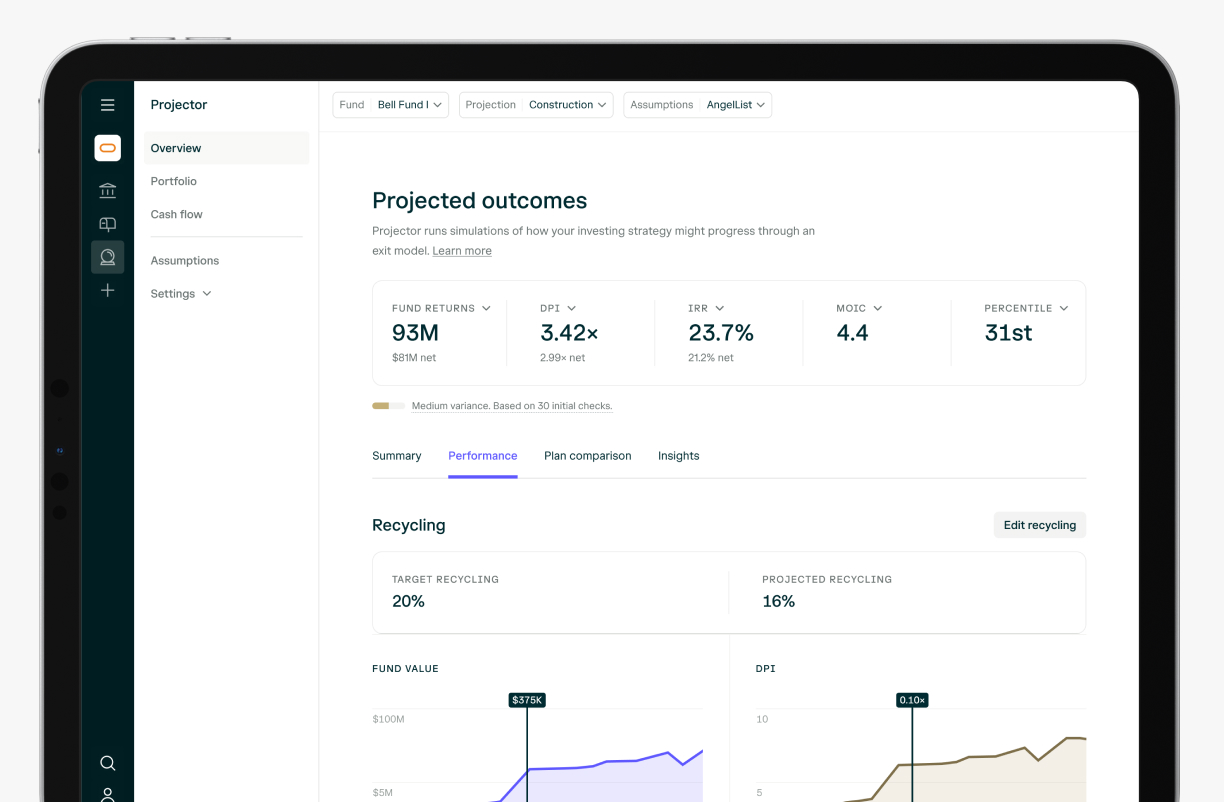 Projector
Fund Bell Fund I
Projection Construction
Assumptions AngelList
Overview
Portfolio
Cash flow
Assumptions
Settings
Projected outcomes
Projector runs simulations of how your investing strategy might progress through an
exit model. Learn more
FUND RETURNS
93M
$81M net
DPI
3.42×
2.99× net
IRR
23.7%
21.2% net
MOIC
4.4
PERCENTILE
31st
Medium variance. Based on 30 initial checks.
Summary Performance Plan comparison Insights
Recycling
Edit recycling
TARGET RECYCLING
20%
PROJECTED RECYCLING
16%
FUND VALUE
$375K
$100M
$5M
DPI
0.10×
10
5